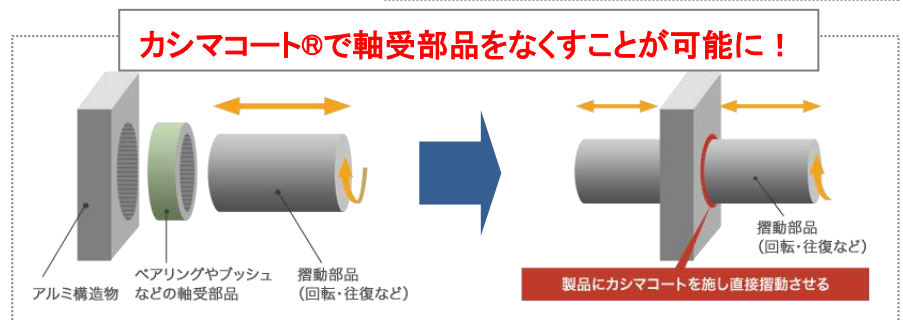 カシマコート®で軸受部品をなくすことが可能に！
アルミ構造物
ベアリングやブッシュ
などの軸受部品
摺動部品
（回転・往復など）
摺動部品
（回転・往復など）
製品にカシマコートを施し直接摺動させる